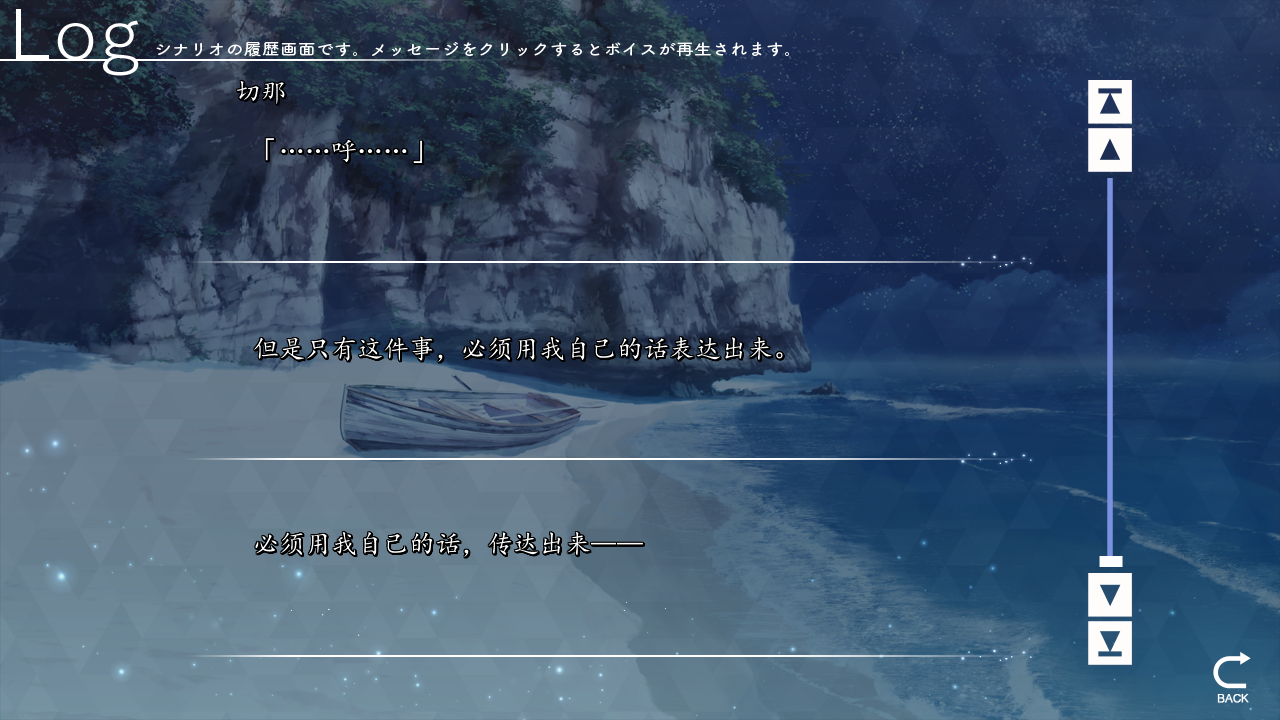 Log
シナリオの履歴画面です。メッセージをクリックするとボイスが再生されます。
切那
「……呼……」
但是只有这件事，必须用我自己的话表达出来。
必须用我自己的话，传达出来——
BACK